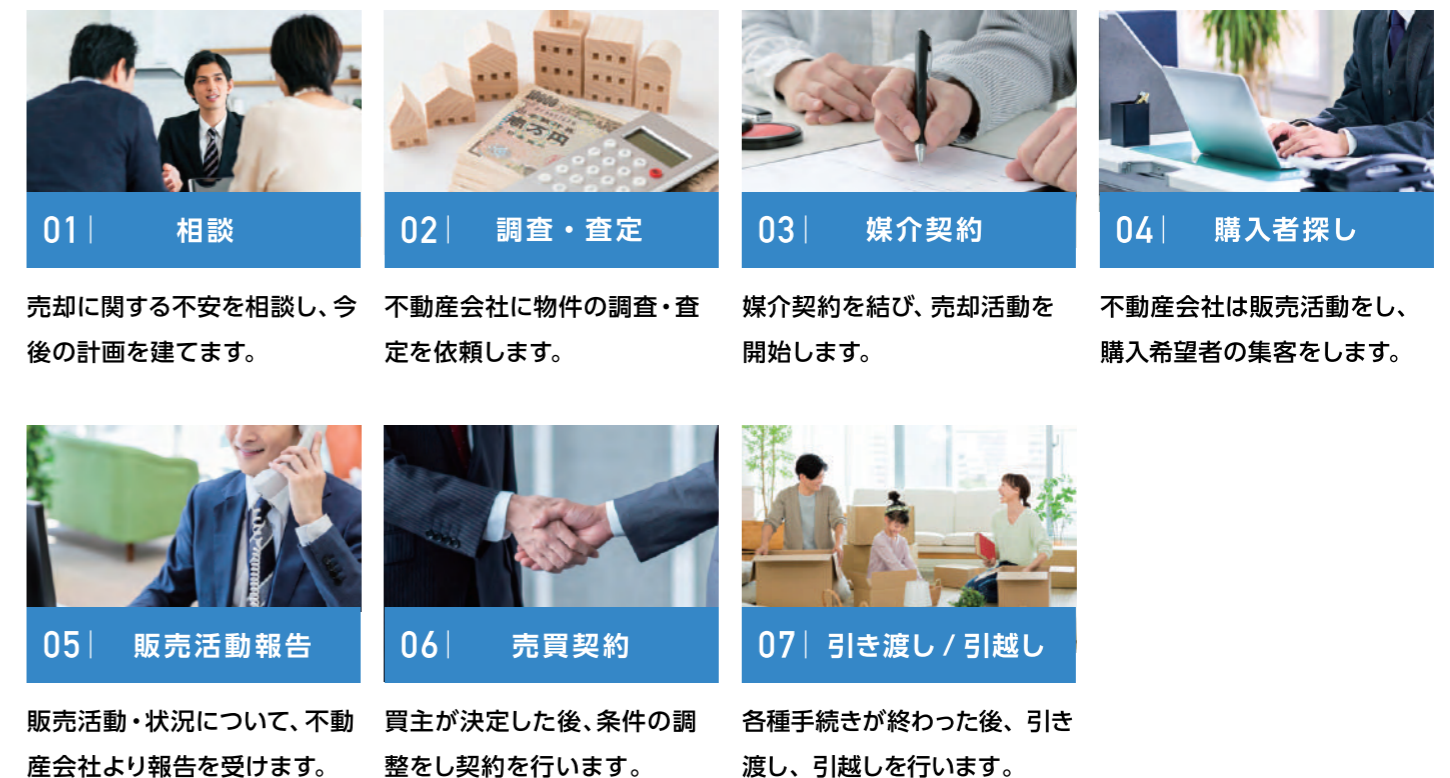 01| 相談
売却に関する不安を相談し、今
後の計画を建てます。
02| 調査・査定
不動産会社に物件の調査・査
定を依頼します。
03| 媒介契約
媒介契約を結び、売却活動を
開始します。
04| 購入者探し
不動産会社は販売活動をし、
購入希望者の集客をします。
05| 販売活動報告
販売活動・状況について、不動
産会社より報告を受けます。
06| 売買契約
買主が決定した後、条件の調
整をし契約を行います。
07| 引き渡し / 引越し
各種手続きが終わった後、引き
渡し、引越しを行います。
壱万円